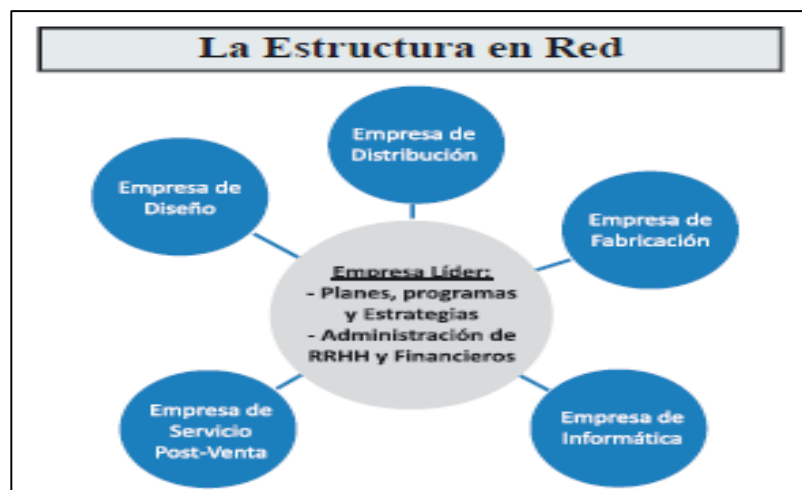 La Estructura en Red
Empresa de
Distribución
Empresa de
Diseño
Empresa de
Fabricación
Empresa Líder:
- Planes, programas
y Estrategias
- Administración de
RRHH y Financieros
Empresa de
Servicio
Post-Venta
Empresa de
Informática